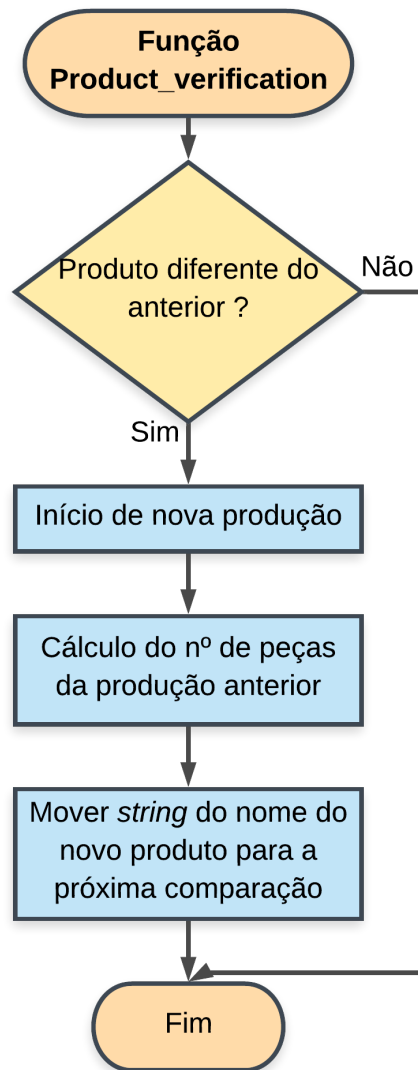 Função
Product_verification
Produto diferente do
anterior ?
Não
Sim
Início de nova produção
Cálculo do nº de peças
da produção anterior
Mover string do nome do
novo produto para a
próxima comparação
Fim